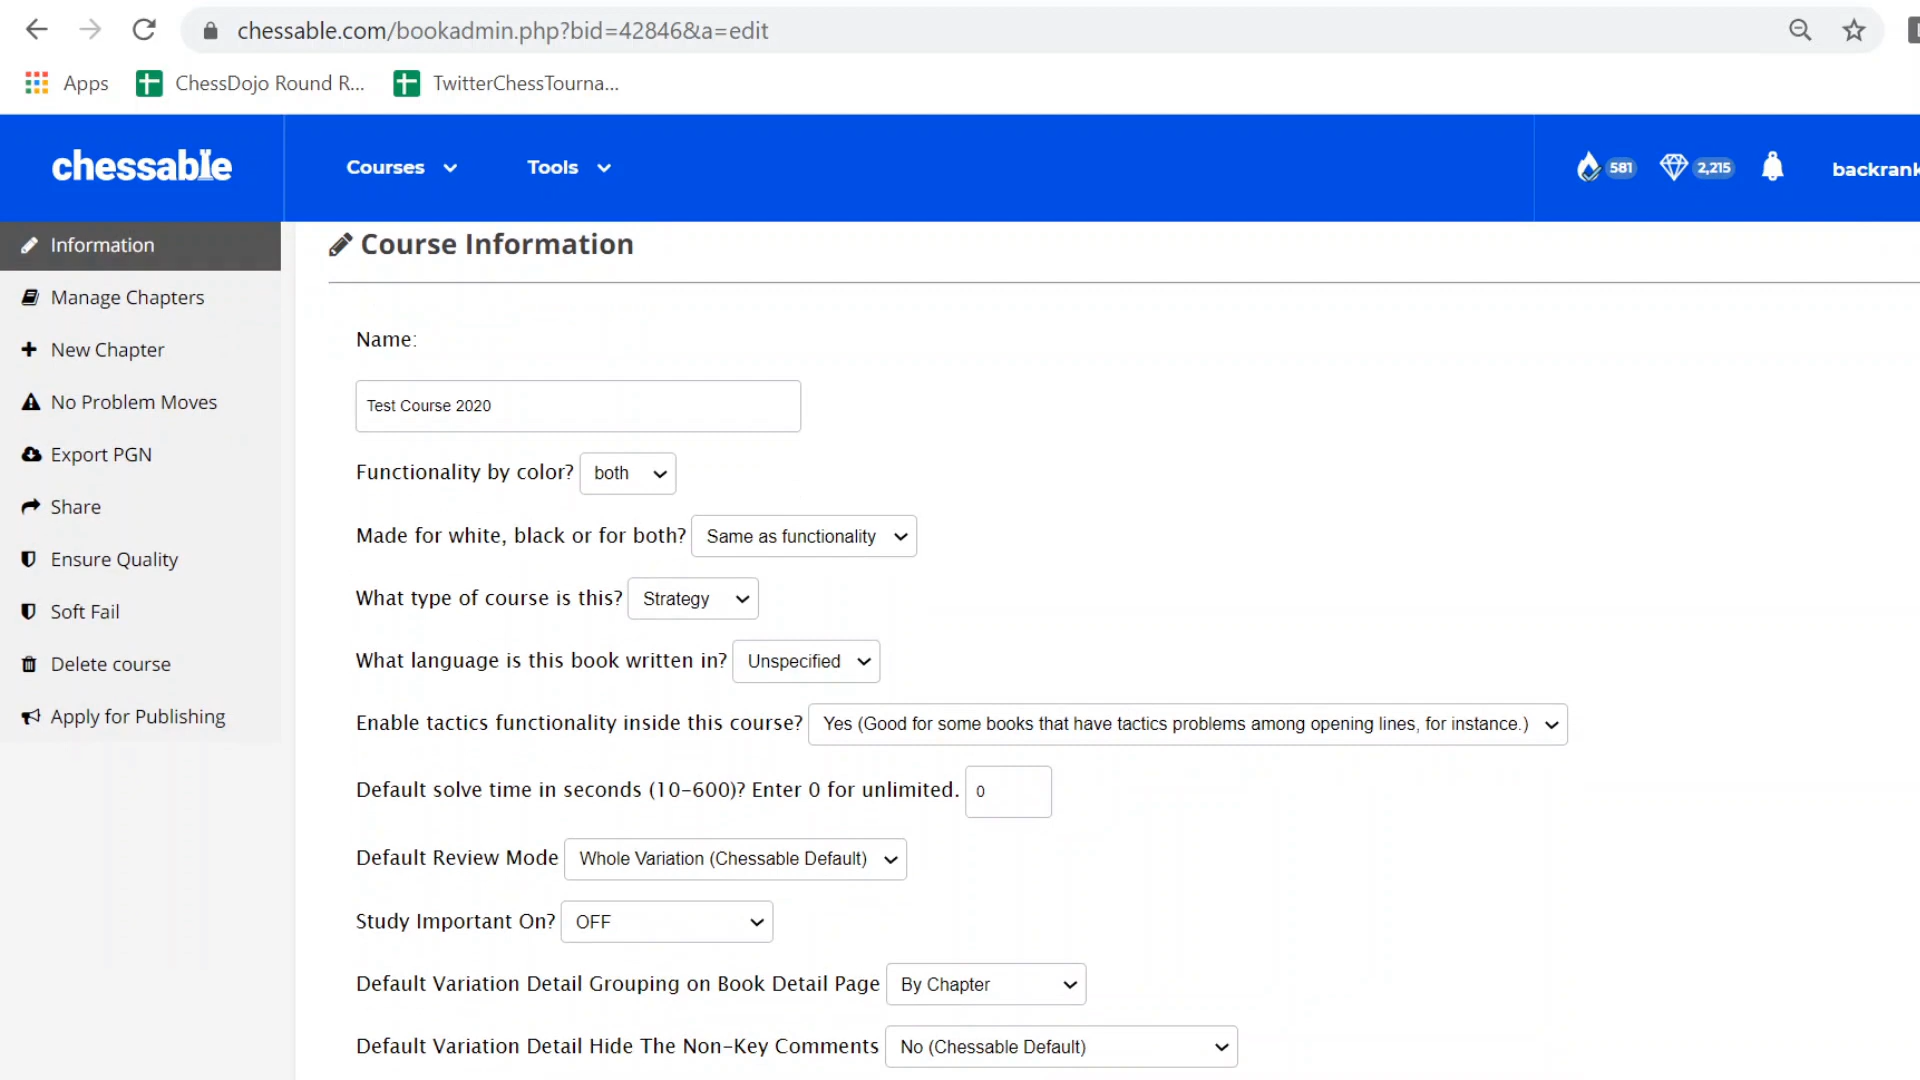 chessable.com/bookadmin.php?bid=42846&a=edit
Apps ChessDojo Round R... TwitterChessTourna...
chessable Courses Tools 581 2,215 backrank
Information
Manage Chapters
New Chapter
No Problem Moves
Export PGN
Share
Ensure Quality
Soft Fail
Delete course
Apply for Publishing
Course Information
Name:
Test Course 2020
Functionality by color? both
Made for white, black or for both? Same as functionality
What type of course is this? Strategy
What language is this book written in? Unspecified
Enable tactics functionality inside this course? Yes (Good for some books that have tactics problems among opening lines, for instance.)
Default solve time in seconds (10-600)? Enter 0 for unlimited. 0
Default Review Mode Whole Variation (Chessable Default)
Study Important On? OFF
Default Variation Detail Grouping on Book Detail Page By Chapter
Default Variation Detail Hide The Non-Key Comments No (Chessable Default)